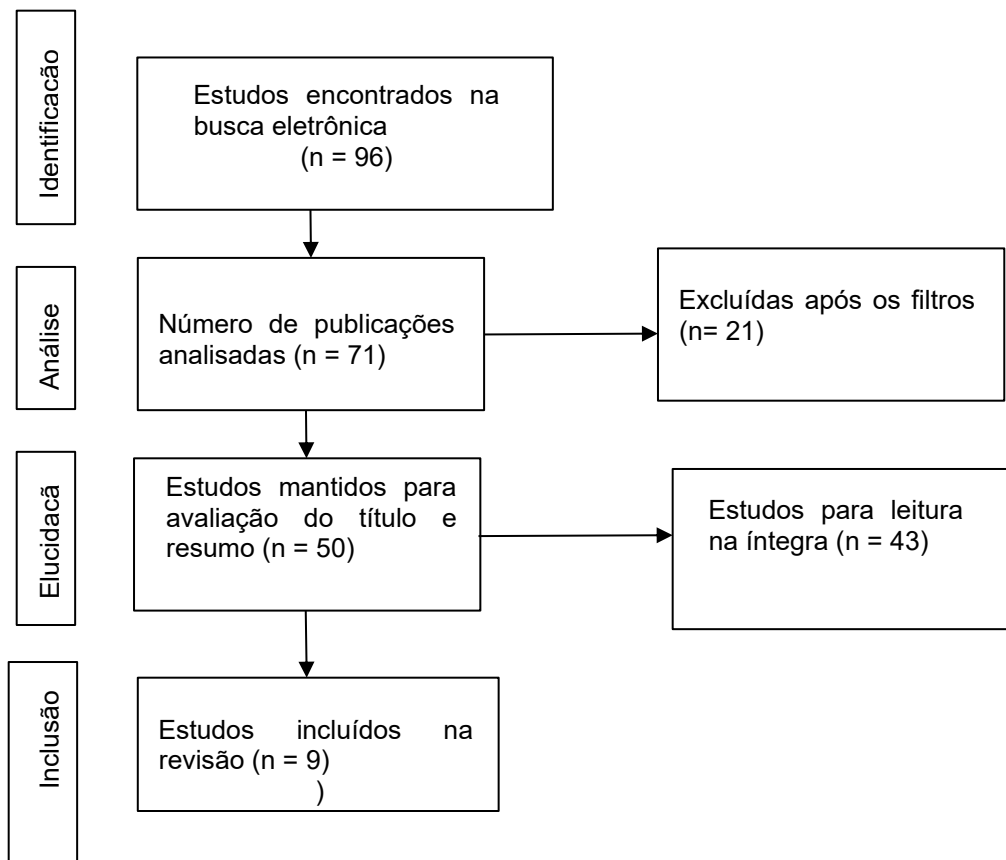 Identificacão
Estudos encontrados na
busca eletrônica
(n = 96)
Análise
Número de publicações
analisadas (n = 71)
Excluídas após os filtros
(n= 21)
Elucidacã
Estudos mantidos para
avaliação do título e
resumo (n = 50)
Estudos para leitura
na íntegra (n = 43)
Inclusão
Estudos incluídos na
revisão (n = 9)
)